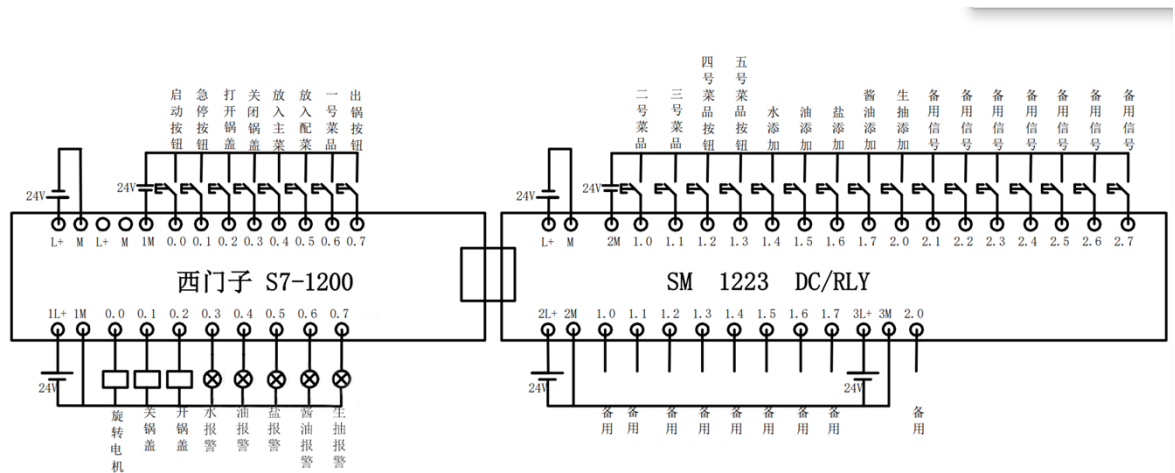 启动按钮
急停按钮
打开锅盖
关闭锅盖
放入主菜
放入配菜
一号菜品
出锅按钮
二号菜品
三号菜品
四号菜品按钮
五号菜品按钮
水添加
油添加
盐添加
酱油添加
生抽添加
备用信号
备用信号
备用信号
备用信号
备用信号
备用信号
备用信号
24V 24V 24V 24V
L+ M L+ M 1M 0.0 0.1 0.2 0.3 0.4 0.5 0.6 0.7
L+ M 2M 1.0 1.1 1.2 1.3 1.4 1.5 1.6 1.7 2.0 2.1 2.2 2.3 2.4 2.5 2.6 2.7
西门子 S7-1200
SM 1223 DC/RLY
1L+ 1M 0.0 0.1 0.2 0.3 0.4 0.5 0.6 0.7
2L+ 2M 1.0 1.1 1.2 1.3 1.4 1.5 1.6 1.7 3L+ 3M 2.0
24V 24V 24V
旋转电机
关锅盖
开锅盖
水报警
油报警
盐报警
酱油报警
生抽报警
备用
备用
备用
备用
备用
备用
备用
备用
备用